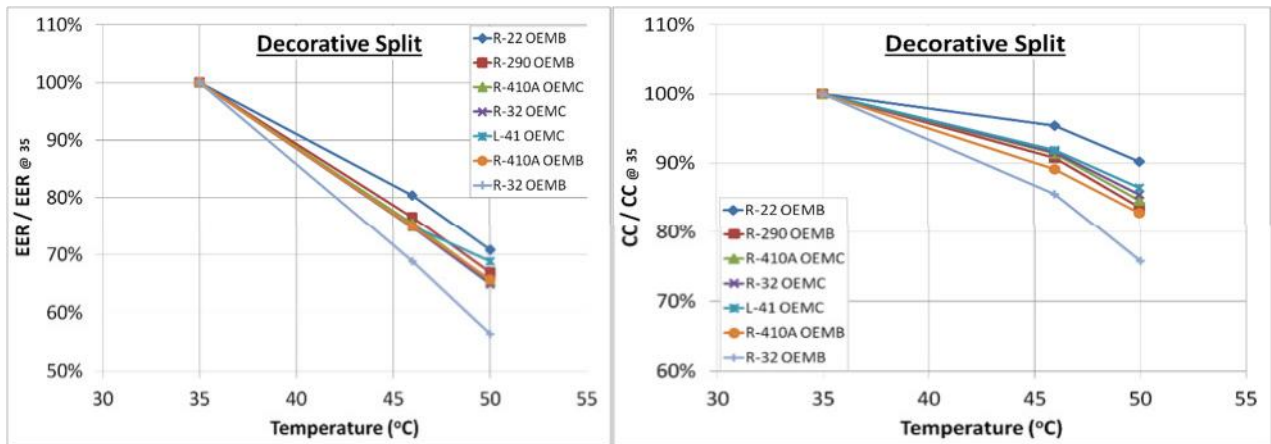 110%
100%
90%
80%
70%
60%
50%
30
35
40
45
50
55
EER / EER @ 35
Temperature (°C)
Decorative Split
R-22 OEMB
R-290 OEMB
R-410A OEMC
R-32 OEMC
L-41 OEMC
R-410A OEMB
R-32 OEMB
110%
100%
90%
80%
70%
60%
30
35
40
45
50
55
CC / CC @ 35
Temperature (°C)
Decorative Split
R-22 OEMB
R-290 OEMB
R-410A OEMC
R-32 OEMC
L-41 OEMC
R-410A OEMB
R-32 OEMB